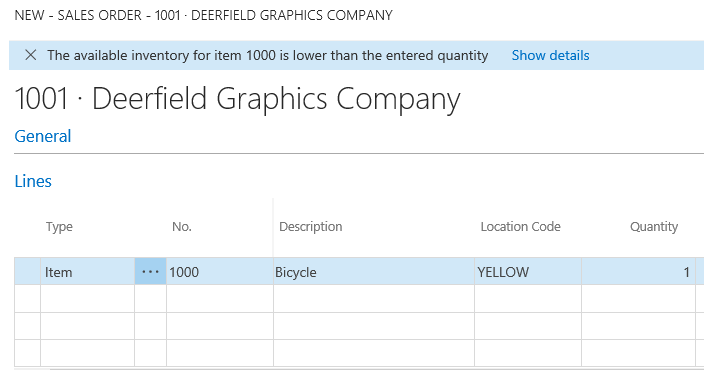 NEW - SALES ORDER - 1001 · DEERFIELD GRAPHICS COMPANY
The available inventory for item 1000 is lower than the entered quantity Show details
1001 · Deerfield Graphics Company
General
Lines
Type No. Description Location Code Quantity
Item ··· 1000 Bicycle YELLOW 1